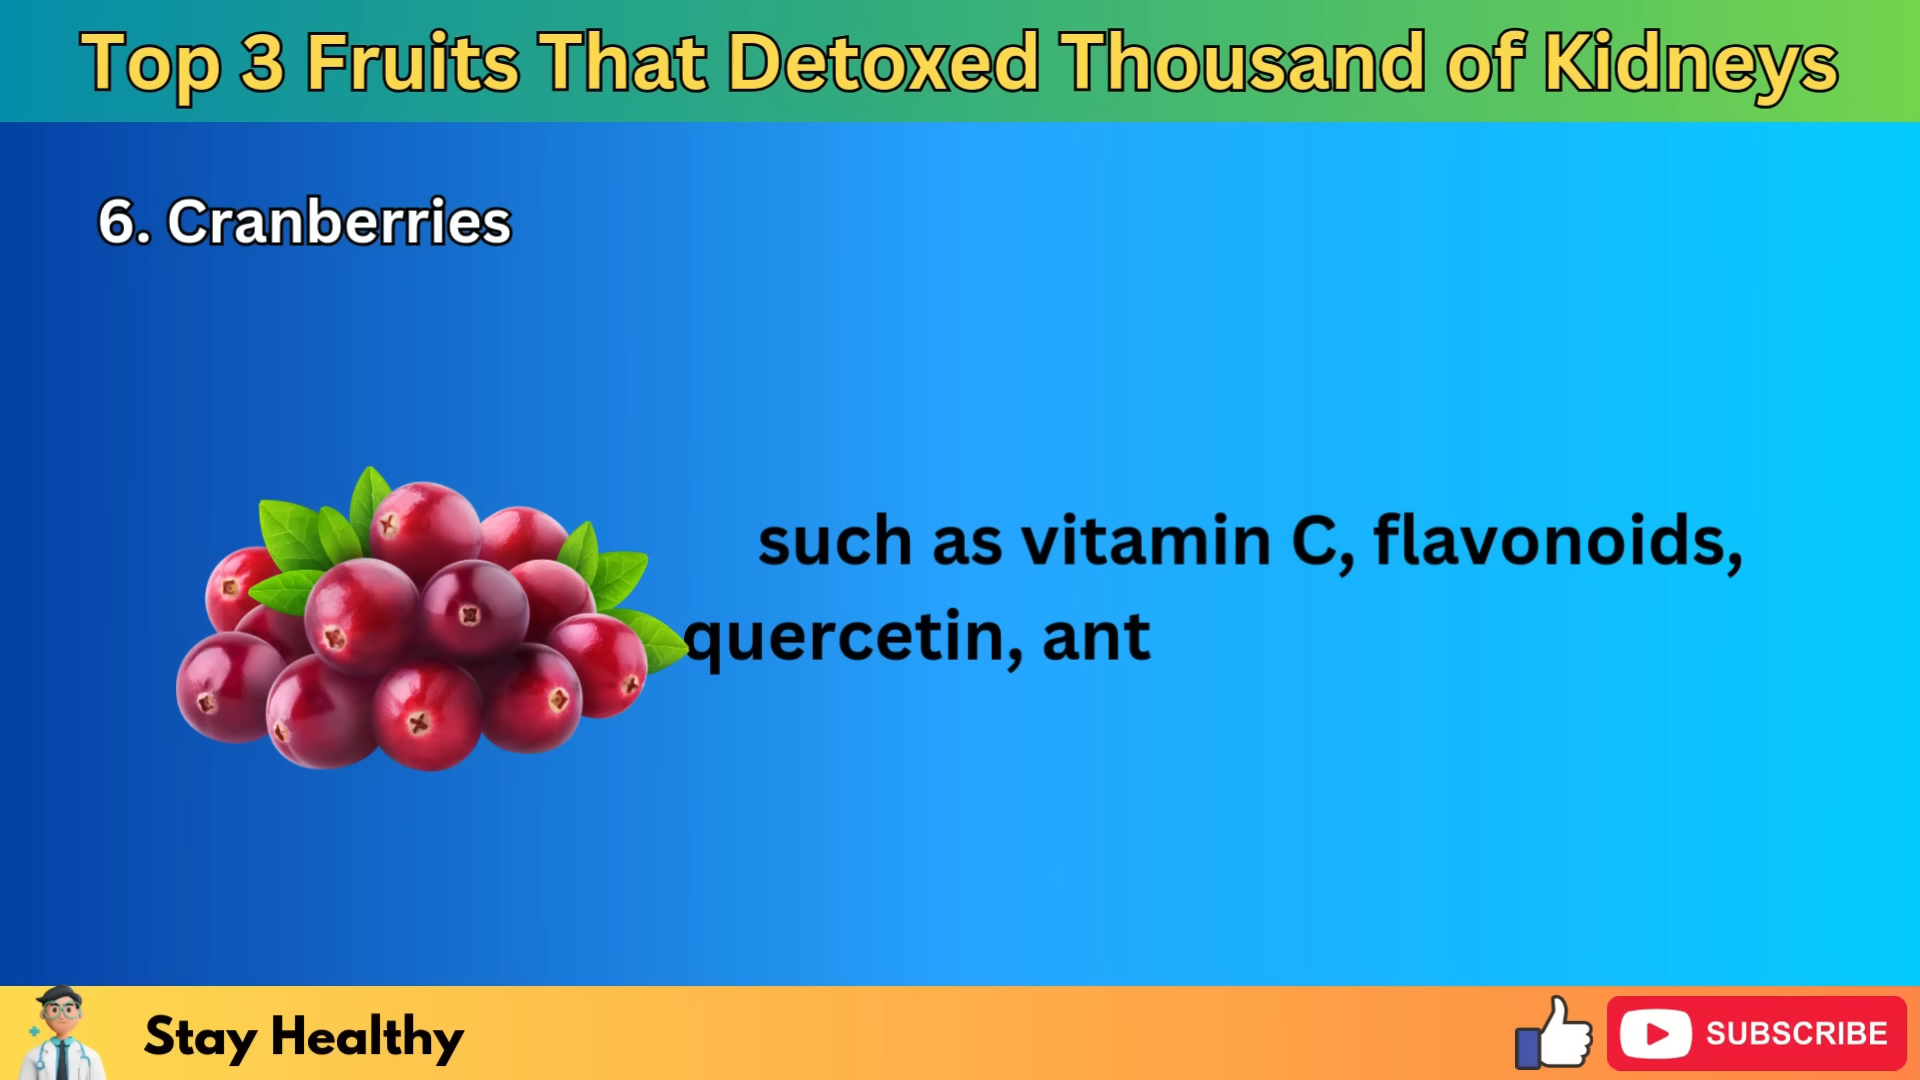 Top 3 Fruits That Detoxed Thousand of Kidneys
6. Cranberries
such as vitamin C, flavonoids,
quercetin, ant
Stay Healthy
SUBSCRIBE